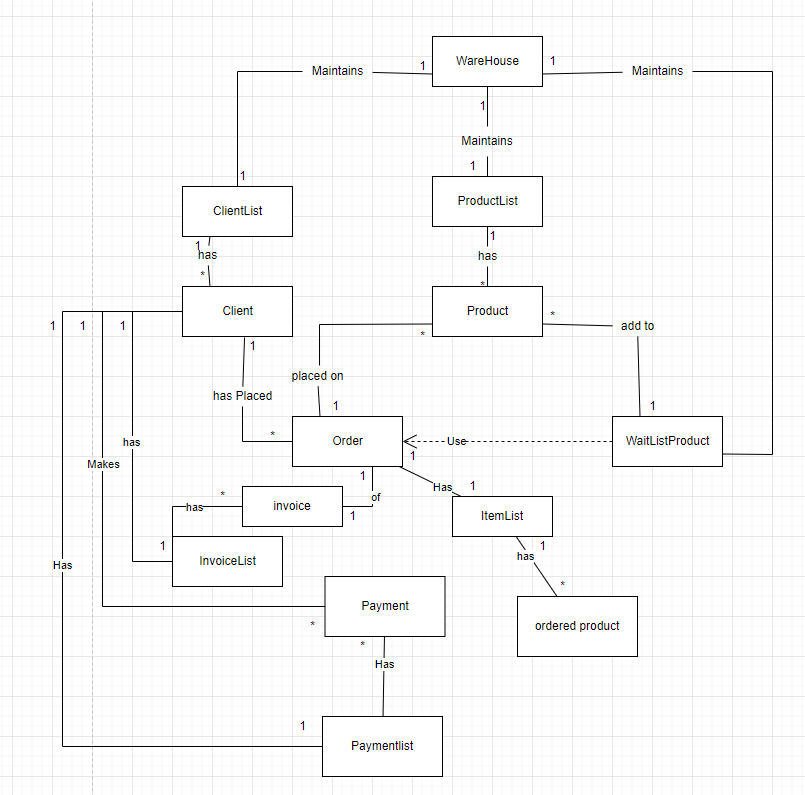 WareHouse
1
1
Maintains
Maintains
1
Maintains
1
1
ClientList
ProductList
1
has
*
1
has
*
Client
Product
1
1
1
1
*
*
add to
placed on
has Placed
1
1
*
Order
Use
WaitListProduct
has
1
Makes
1
of
Has
1
has
*
invoice
1
ItemList
1
InvoiceList
1
has
*
Has
Payment
*
ordered product
*
Has
1
Paymentlist